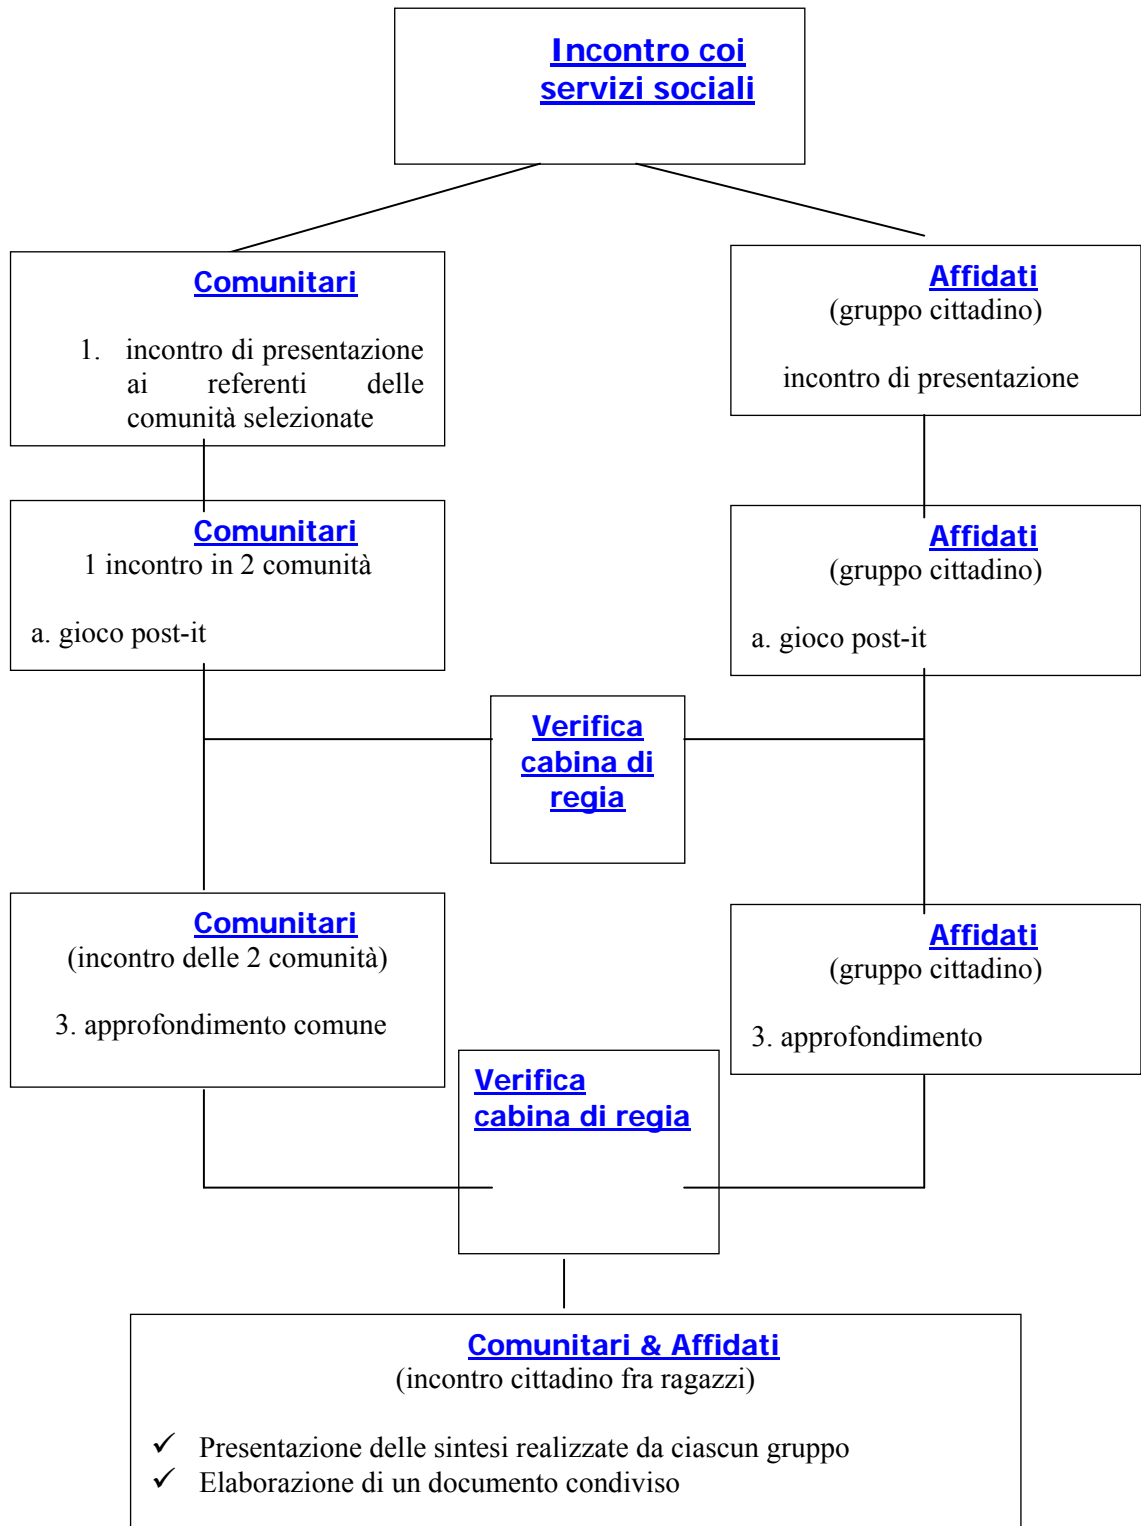 Incontro coi
servizi sociali
Comunitari
1. incontro di presentazione
ai referenti delle
comunità selezionate
Affidati
(gruppo cittadino)
incontro di presentazione
Comunitari
1 incontro in 2 comunità
a. gioco post-it
Affidati
(gruppo cittadino)
a. gioco post-it
Verifica
cabina di
regia
Comunitari
(incontro delle 2 comunità)
3. approfondimento comune
Affidati
(gruppo cittadino)
3. approfondimento
Verifica
cabina di regia
Comunitari & Affidati
(incontro cittadino fra ragazzi)
✓ Presentazione delle sintesi realizzate da ciascun gruppo
✓ Elaborazione di un documento condiviso